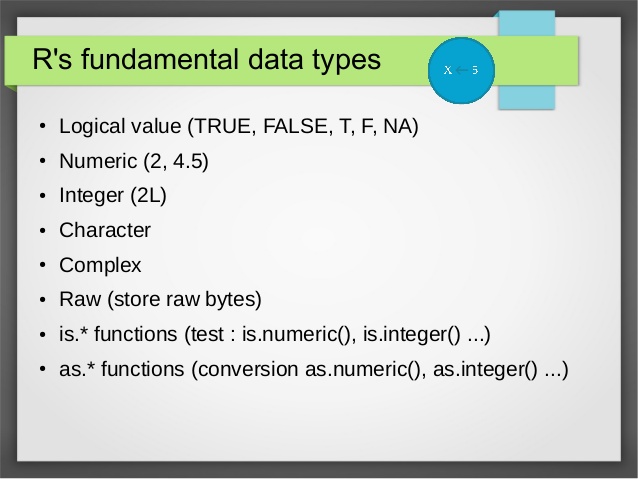 R's fundamental data types
X ← 5
• Logical value (TRUE, FALSE, T, F, NA)
• Numeric (2, 4.5)
• Integer (2L)
• Character
• Complex
• Raw (store raw bytes)
• is.* functions (test : is.numeric(), is.integer() ...)
• as.* functions (conversion as.numeric(), as.integer() ...)